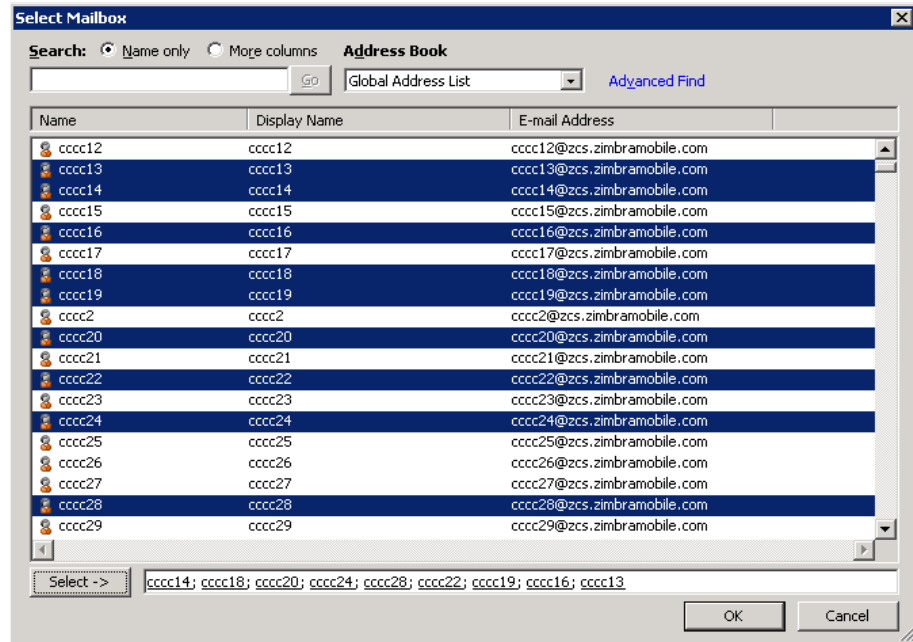 Select Mailbox
Search: Name only More columns Address Book
Go Global Address List Advanced Find
Name Display Name E-mail Address
cccc12 cccc12 cccc12@zcs.zimbramobile.com
cccc13 cccc13 cccc13@zcs.zimbramobile.com
cccc14 cccc14 cccc14@zcs.zimbramobile.com
cccc15 cccc15 cccc15@zcs.zimbramobile.com
cccc16 cccc16 cccc16@zcs.zimbramobile.com
cccc17 cccc17 cccc17@zcs.zimbramobile.com
cccc18 cccc18 cccc18@zcs.zimbramobile.com
cccc19 cccc19 cccc19@zcs.zimbramobile.com
cccc2 cccc2 cccc2@zcs.zimbramobile.com
cccc20 cccc20 cccc20@zcs.zimbramobile.com
cccc21 cccc21 cccc21@zcs.zimbramobile.com
cccc22 cccc22 cccc22@zcs.zimbramobile.com
cccc23 cccc23 cccc23@zcs.zimbramobile.com
cccc24 cccc24 cccc24@zcs.zimbramobile.com
cccc25 cccc25 cccc25@zcs.zimbramobile.com
cccc26 cccc26 cccc26@zcs.zimbramobile.com
cccc27 cccc27 cccc27@zcs.zimbramobile.com
cccc28 cccc28 cccc28@zcs.zimbramobile.com
cccc29 cccc29 cccc29@zcs.zimbramobile.com
Select -> cccc14; cccc18; cccc20; cccc24; cccc28; cccc22; cccc19; cccc16; cccc13
OK Cancel